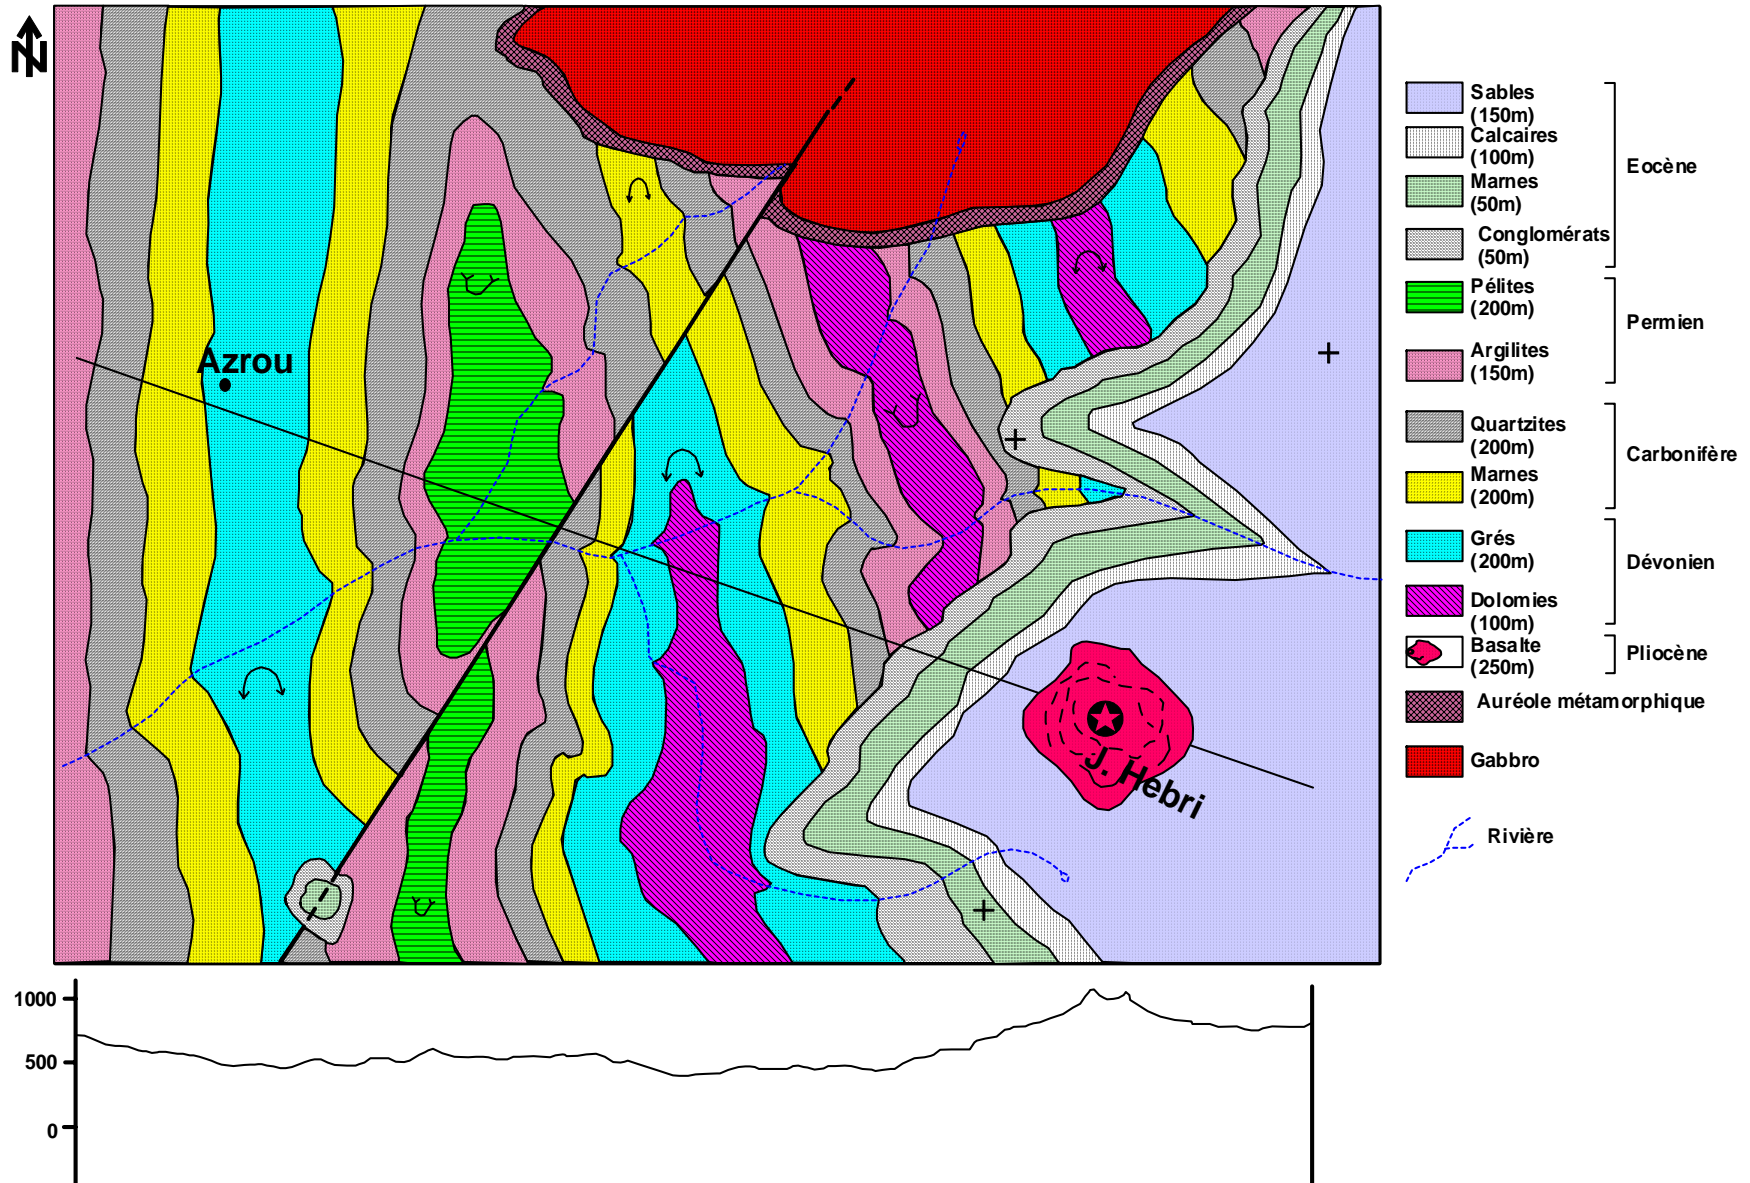 N
Azrou
J. Hebri
Sables
(150m)
Calcaires
(100m)
Marnes
(50m)
Conglomérats
(50m)
Eocène
Pélites
(200m)
Argilites
(150m)
Permien
Quartzites
(200m)
Marnes
(200m)
Carbonifère
Grés
(200m)
Dolomies
(100m)
Dévonien
Basalte
(250m)
Pliocène
Auréole métamorphique
Gabbro
Rivière
1000
500
0